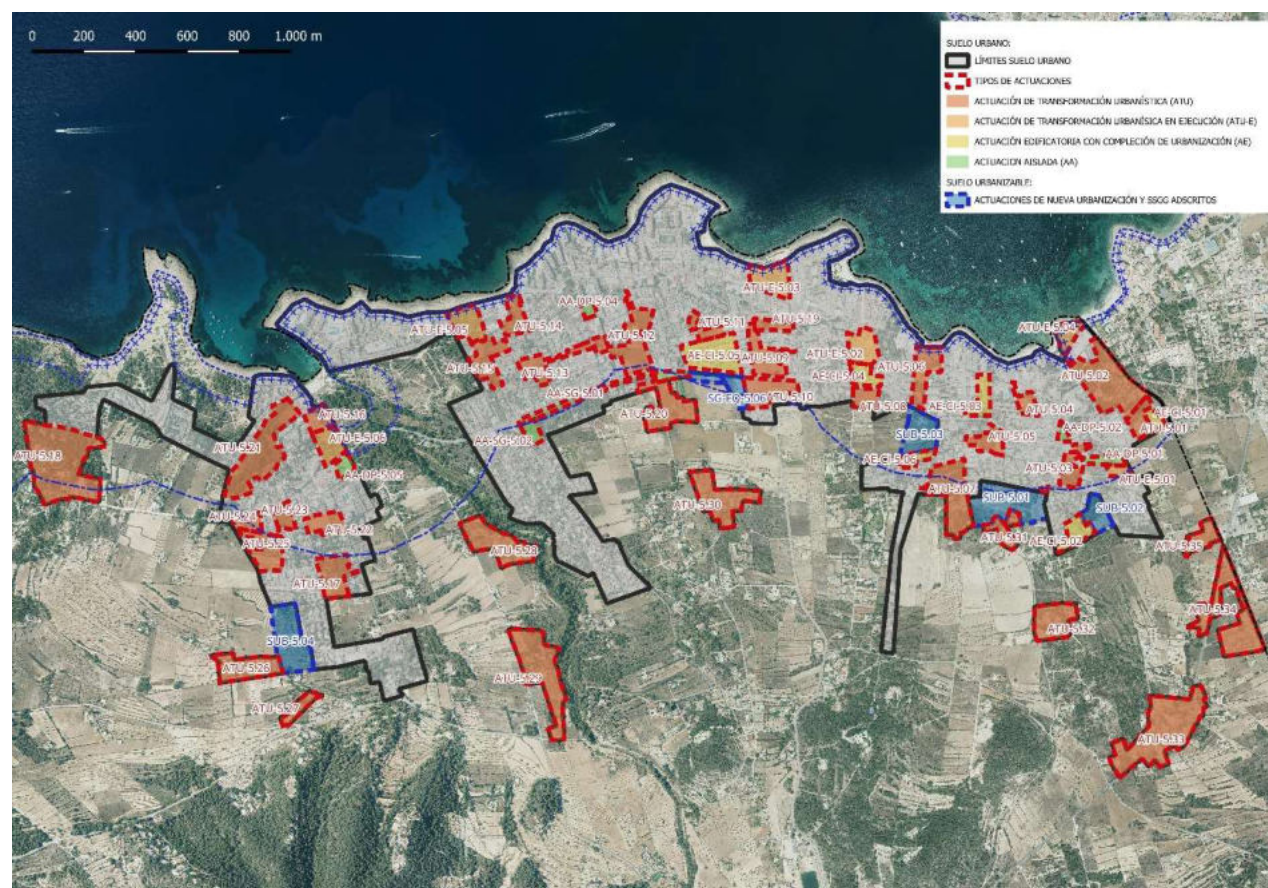 0 200 400 600 800 1.000 m
SUELO URBANO:
LÍMITES SUELO URBANO
TIPOS DE ACTUACIONES
ACTUACIÓN DE TRANSFORMACIÓN URBANÍSTICA (ATU)
ACTUACIÓN DE TRANSFORMACIÓN URBANÍSICA EN EJECUCIÓN (ATU-E)
ACTUACIÓN EDIFICATORIA CON COMPLECIÓN DE URBANIZACIÓN (AE)
ACTUACION AISLADA (AA)
SUELO URBANIZABLE:
ACTUACIONES DE NUEVA URBANIZACIÓN Y SSGG ADSCRITOS
ATU-E-5.03
AA-DP-5.04
ATU-E-5.05
ATU-5.14
ATU-5.12
ATU-5.11
ATU-5.19
ATU-E-5.04
AE-CI-5.05
ATU-5.09
ATU-E-5.02
ATU-5.06
ATU-5.02
ATU-5.15
ATU-5.13
AE-CI-5.04
AA-SG-5.01
SG-EQ-5.06
ATU-5.10
ATU-5.08
AE-CI-5.03
ATU-5.04
AE-CI-5.01
ATU-5.16
ATU-5.20
ATU-5.01
AA-DP-5.02
ATU-E-5.06
SUB-5.03
ATU-5.05
AA-SG-5.02
ATU-5.21
ATU-5.18
AA-DP-5.01
AE-CI-5.06
ATU-5.03
AA-DP-5.05
ATU-E-5.01
ATU-5.07
SUB-5.01
ATU-5.30
SUB-5.02
ATU-5.23
ATU-5.24
ATU-5.22
ATU-5.31
AE-CI-5.02
ATU-5.25
ATU-5.35
ATU-5.28
ATU-5.17
ATU-5.34
ATU-5.32
SUB-5.04
ATU-5.26
ATU-5.29
ATU-5.27
ATU-5.33